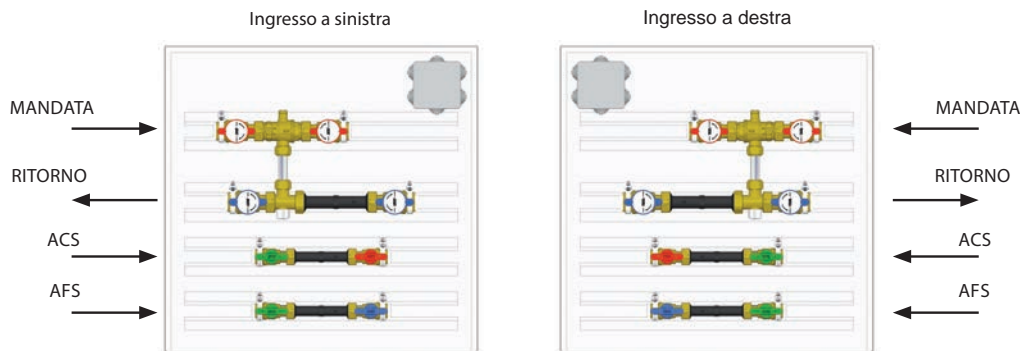 Ingresso a sinistra
Ingresso a destra
MANDATA
RITORNO
ACS
AFS
MANDATA
RITORNO
ACS
AFS